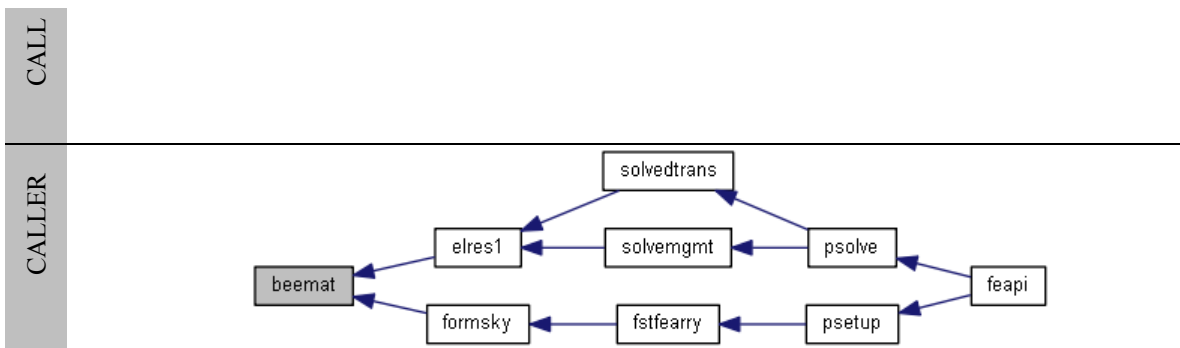 CALL
CALLER
solvedtrans
elres1
solvemgmt
psolve
beemat
feapi
formsky
fstfearry
psetup